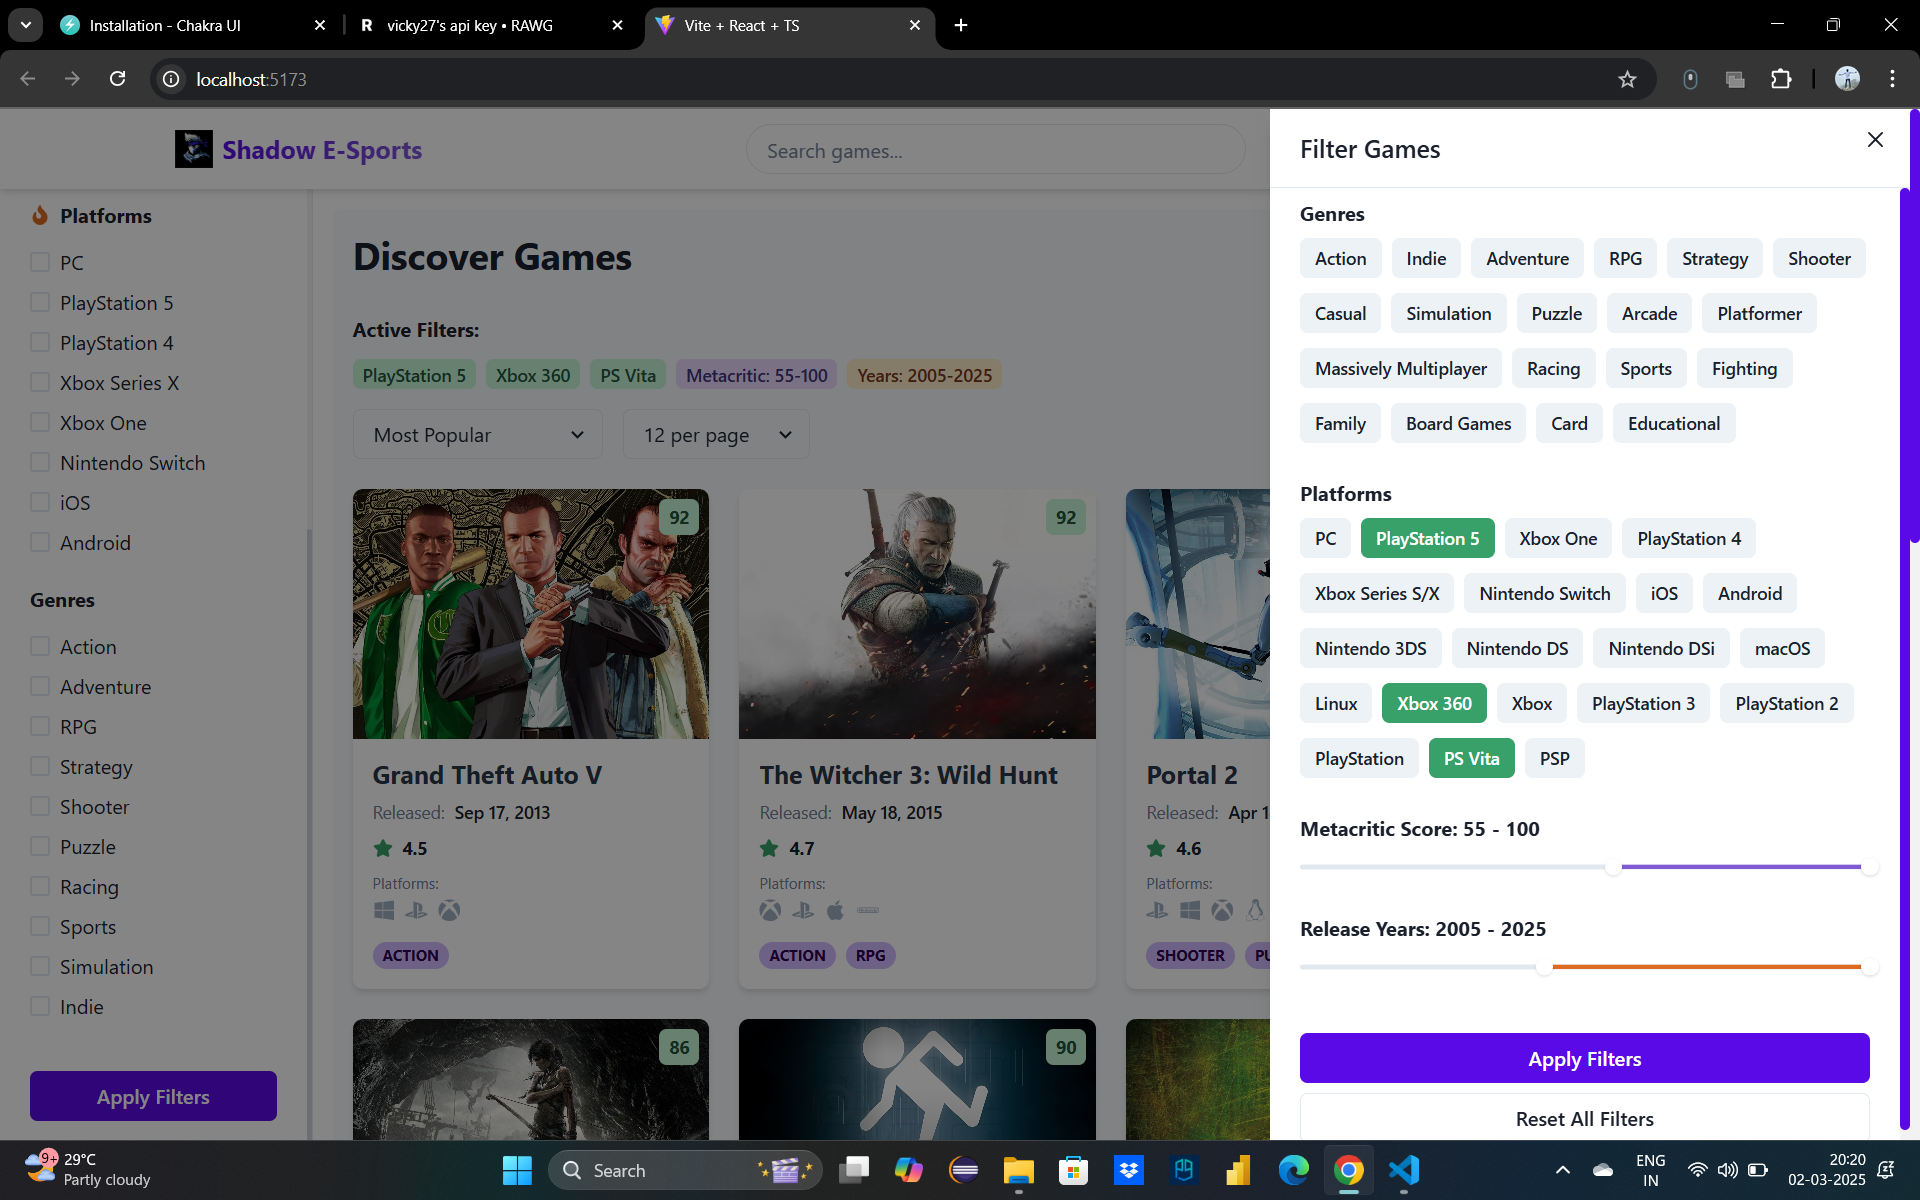 Installation - Chakra UI
vicky27's api key • RAWG
Vite + React + TS
localhost:5173
Shadow E-Sports
Search games...
Platforms
PC
PlayStation 5
PlayStation 4
Xbox Series X
Xbox One
Nintendo Switch
iOS
Android
Genres
Action
Adventure
RPG
Strategy
Shooter
Puzzle
Racing
Sports
Simulation
Indie
Apply Filters
Discover Games
Active Filters:
PlayStation 5 Xbox 360 PS Vita Metacritic: 55-100 Years: 2005-2025
Most Popular 12 per page
92
Grand Theft Auto V
Released: Sep 17, 2013
4.5
Platforms:
ACTION
92
The Witcher 3: Wild Hunt
Released: May 18, 2015
4.7
Platforms:
ACTION RPG
Portal 2
Released: Apr 1
4.6
Platforms:
SHOOTER PU
86
90
Filter Games
Genres
Action Indie Adventure RPG Strategy Shooter
Casual Simulation Puzzle Arcade Platformer
Massively Multiplayer Racing Sports Fighting
Family Board Games Card Educational
Platforms
PC PlayStation 5 Xbox One PlayStation 4
Xbox Series S/X Nintendo Switch iOS Android
Nintendo 3DS Nintendo DS Nintendo DSi macOS
Linux Xbox 360 Xbox PlayStation 3 PlayStation 2
PlayStation PS Vita PSP
Metacritic Score: 55 - 100
Release Years: 2005 - 2025
Apply Filters
Reset All Filters
9+
29°C
Partly cloudy
Search
ENG
IN
20:20
02-03-2025